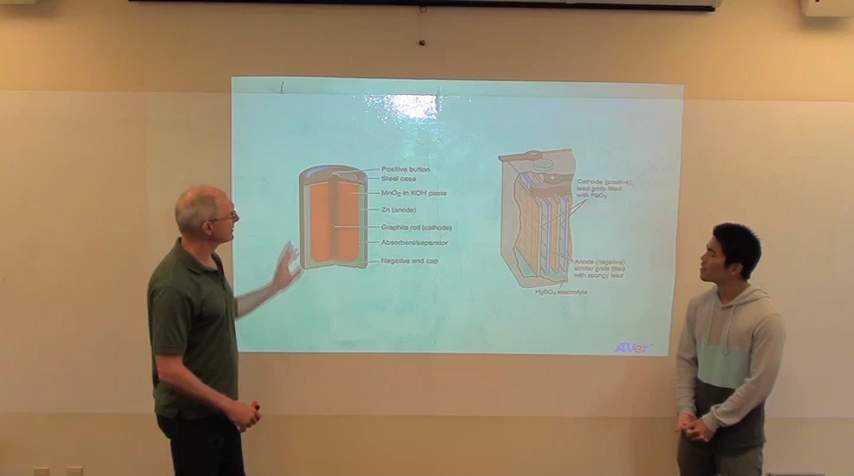 Positive button
Steel case
MnO₂ in KOH paste
Zn (anode)
Graphite rod (cathode)
Absorbent/separator
Negative end cap
Cathode (positive):
lead grids filled
with PbO₂
Anode (negative):
similar grids filled
with spongy lead
H₂SO₄ electrolyte
AVer